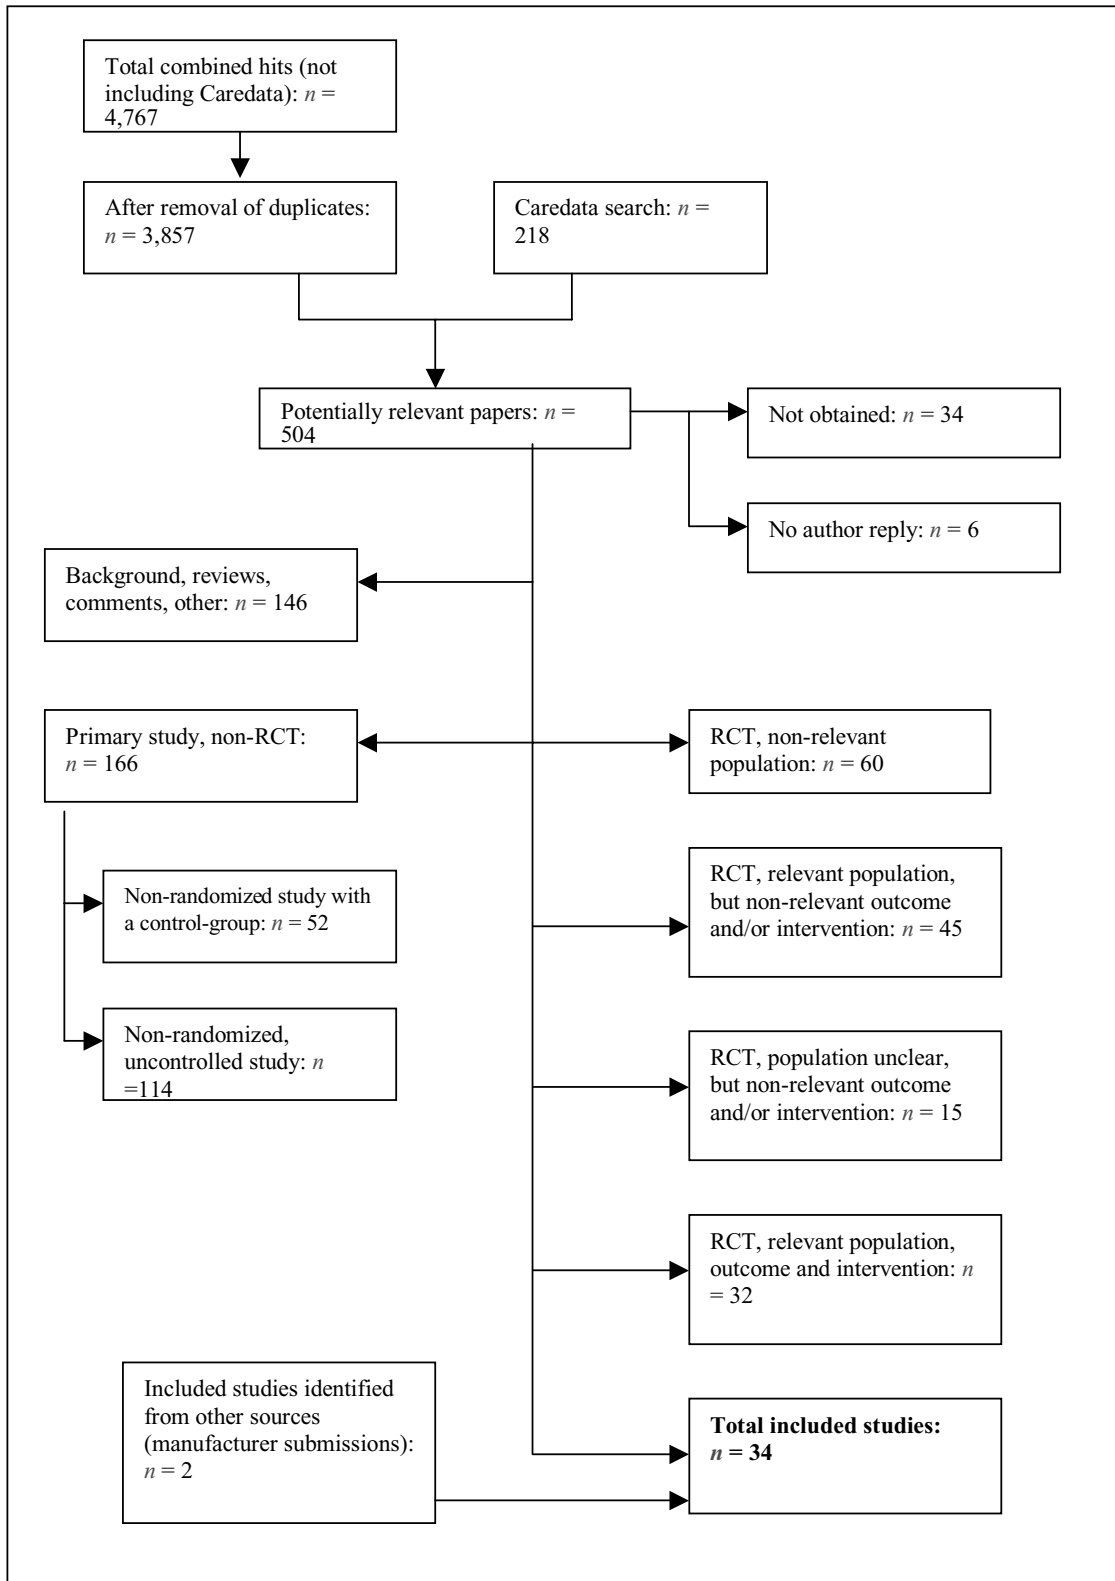 Total combined hits (not
including Caredata): n =
4,767
After removal of duplicates:
n = 3,857
Caredata search: n =
218
Potentially relevant papers: n =
504
Not obtained: n = 34
No author reply: n = 6
Background, reviews,
comments, other: n = 146
Primary study, non-RCT:
n = 166
RCT, non-relevant
population: n = 60
Non-randomized study with
a control-group: n = 52
RCT, relevant population,
but non-relevant outcome
and/or intervention: n = 45
Non-randomized,
uncontrolled study: n
=114
RCT, population unclear,
but non-relevant outcome
and/or intervention: n = 15
RCT, relevant population,
outcome and intervention: n
= 32
Included studies identified
from other sources
(manufacturer submissions):
n = 2
Total included studies:
n = 34